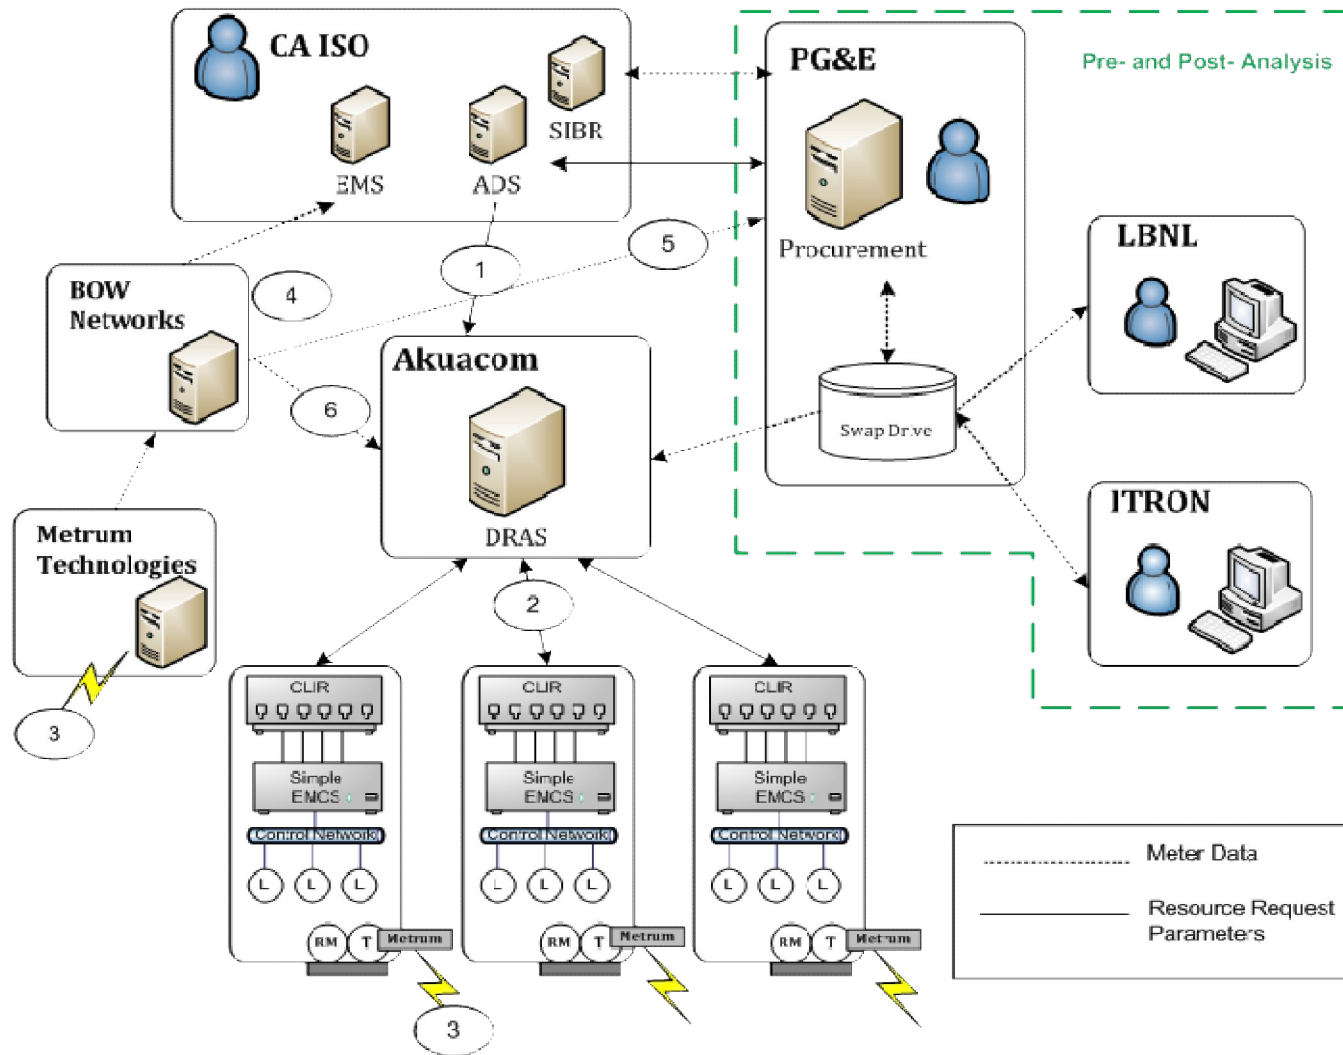 CA ISO
EMS
ADS
SIBR
PG&E
Procurement
Swap Drive
Pre- and Post- Analysis
LBNL
ITRON
BOW
Networks
Metrum
Technologies
Akuacom
DRAS
1
2
3
4
5
6
CLIR
Simple
EMCS
Control Network
L L L
RM T Metrum
3
CLIR
Simple
EMCS
Control Network
L L L
RM T Metrum
CLIR
Simple
EMCS
Control Network
L L L
RM T Metrum
Meter Data
Resource Request
Parameters